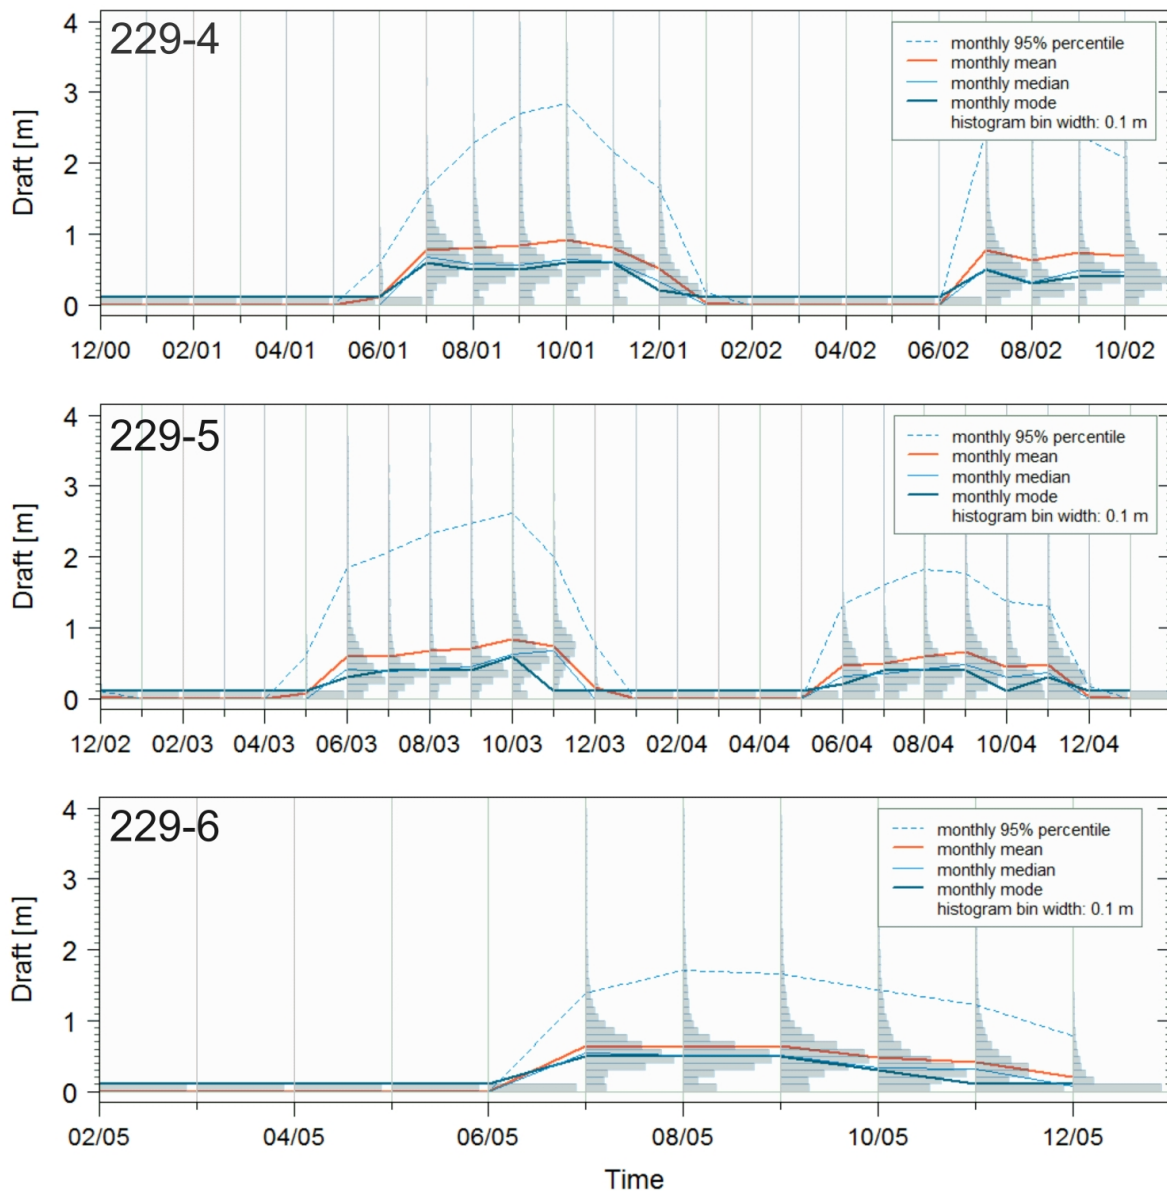 229-4
monthly 95% percentile
monthly mean
monthly median
monthly mode
histogram bin width: 0.1 m
Draft [m]
4
3
2
1
0
12/00 02/01 04/01 06/01 08/01 10/01 12/01 02/02 04/02 06/02 08/02 10/02
229-5
monthly 95% percentile
monthly mean
monthly median
monthly mode
histogram bin width: 0.1 m
Draft [m]
4
3
2
1
0
12/02 02/03 04/03 06/03 08/03 10/03 12/03 02/04 04/04 06/04 08/04 10/04 12/04
229-6
monthly 95% percentile
monthly mean
monthly median
monthly mode
histogram bin width: 0.1 m
Draft [m]
4
3
2
1
0
02/05 04/05 06/05 08/05 10/05 12/05
Time